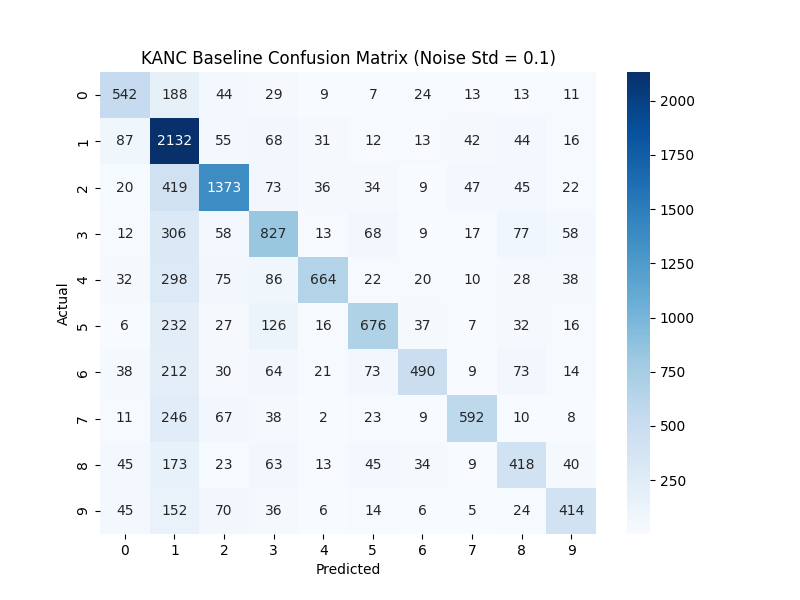 KANC Baseline Confusion Matrix (Noise Std = 0.1)
0 542 188 44 29 9 7 24 13 13 11
1 87 2132 55 68 31 12 13 42 44 16
2 20 419 1373 73 36 34 9 47 45 22
3 12 306 58 827 13 68 9 17 77 58
4 32 298 75 86 664 22 20 10 28 38
5 6 232 27 126 16 676 37 7 32 16
6 38 212 30 64 21 73 490 9 73 14
7 11 246 67 38 2 23 9 592 10 8
8 45 173 23 63 13 45 34 9 418 40
9 45 152 70 36 6 14 6 5 24 414
0 1 2 3 4 5 6 7 8 9
Predicted
Actual
2000
1750
1500
1250
1000
750
500
250